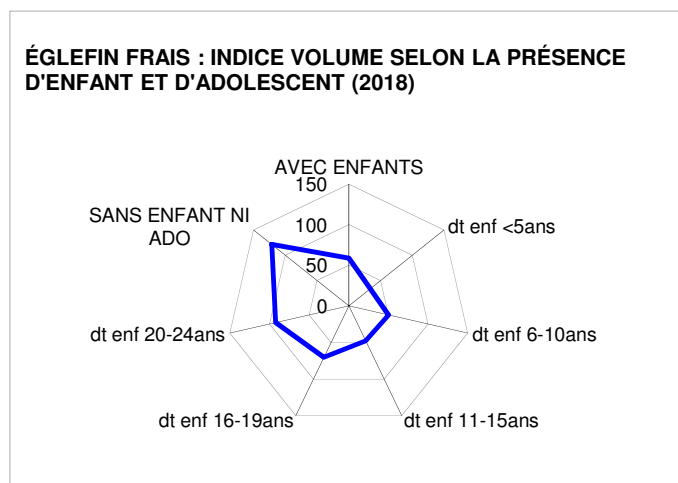 ÉGLEFIN FRAIS : INDICE VOLUME SELON LA PRÉSENCE
D'ENFANT ET D'ADOLESCENT (2018)
AVEC ENFANTS
150
100
50
0
dt enf <5ans
dt enf 6-10ans
dt enf 11-15ans
dt enf 16-19ans
dt enf 20-24ans
SANS ENFANT NI
ADO